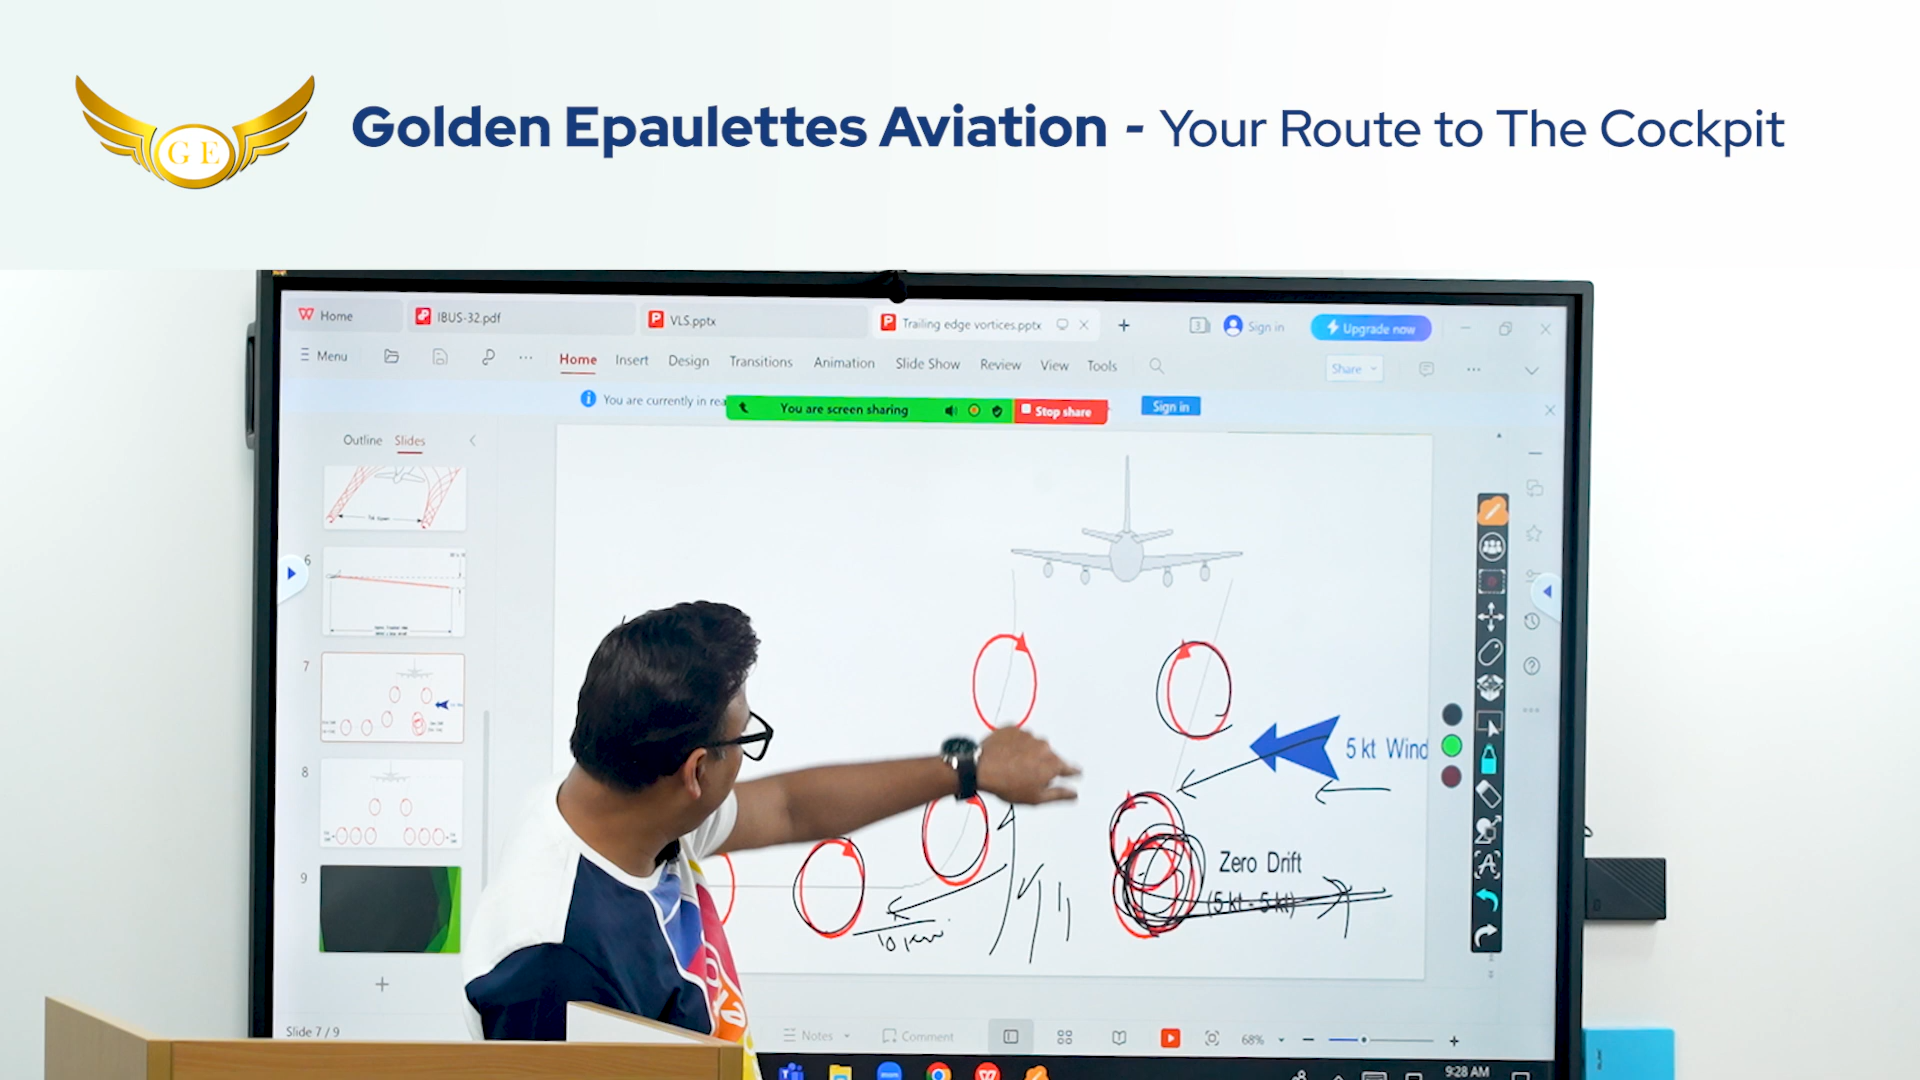 GE
Golden Epaulettes Aviation - Your Route to The Cockpit
Home
IBUS-32.pdf
VLS.pptx
Trailing edge vortices.pptx
3
Sign in
Upgrade now
Menu
Home Insert Design Transitions Animation Slide Show Review View Tools
Share
You are currently in rea
You are screen sharing
Stop share
Sign in
Outline Slides
6
7
8
9
5 kt Wind
Zero Drift
(5 kt - 5 kt)
Slide 7 / 9
Notes
Comment
68%
9:28 AM